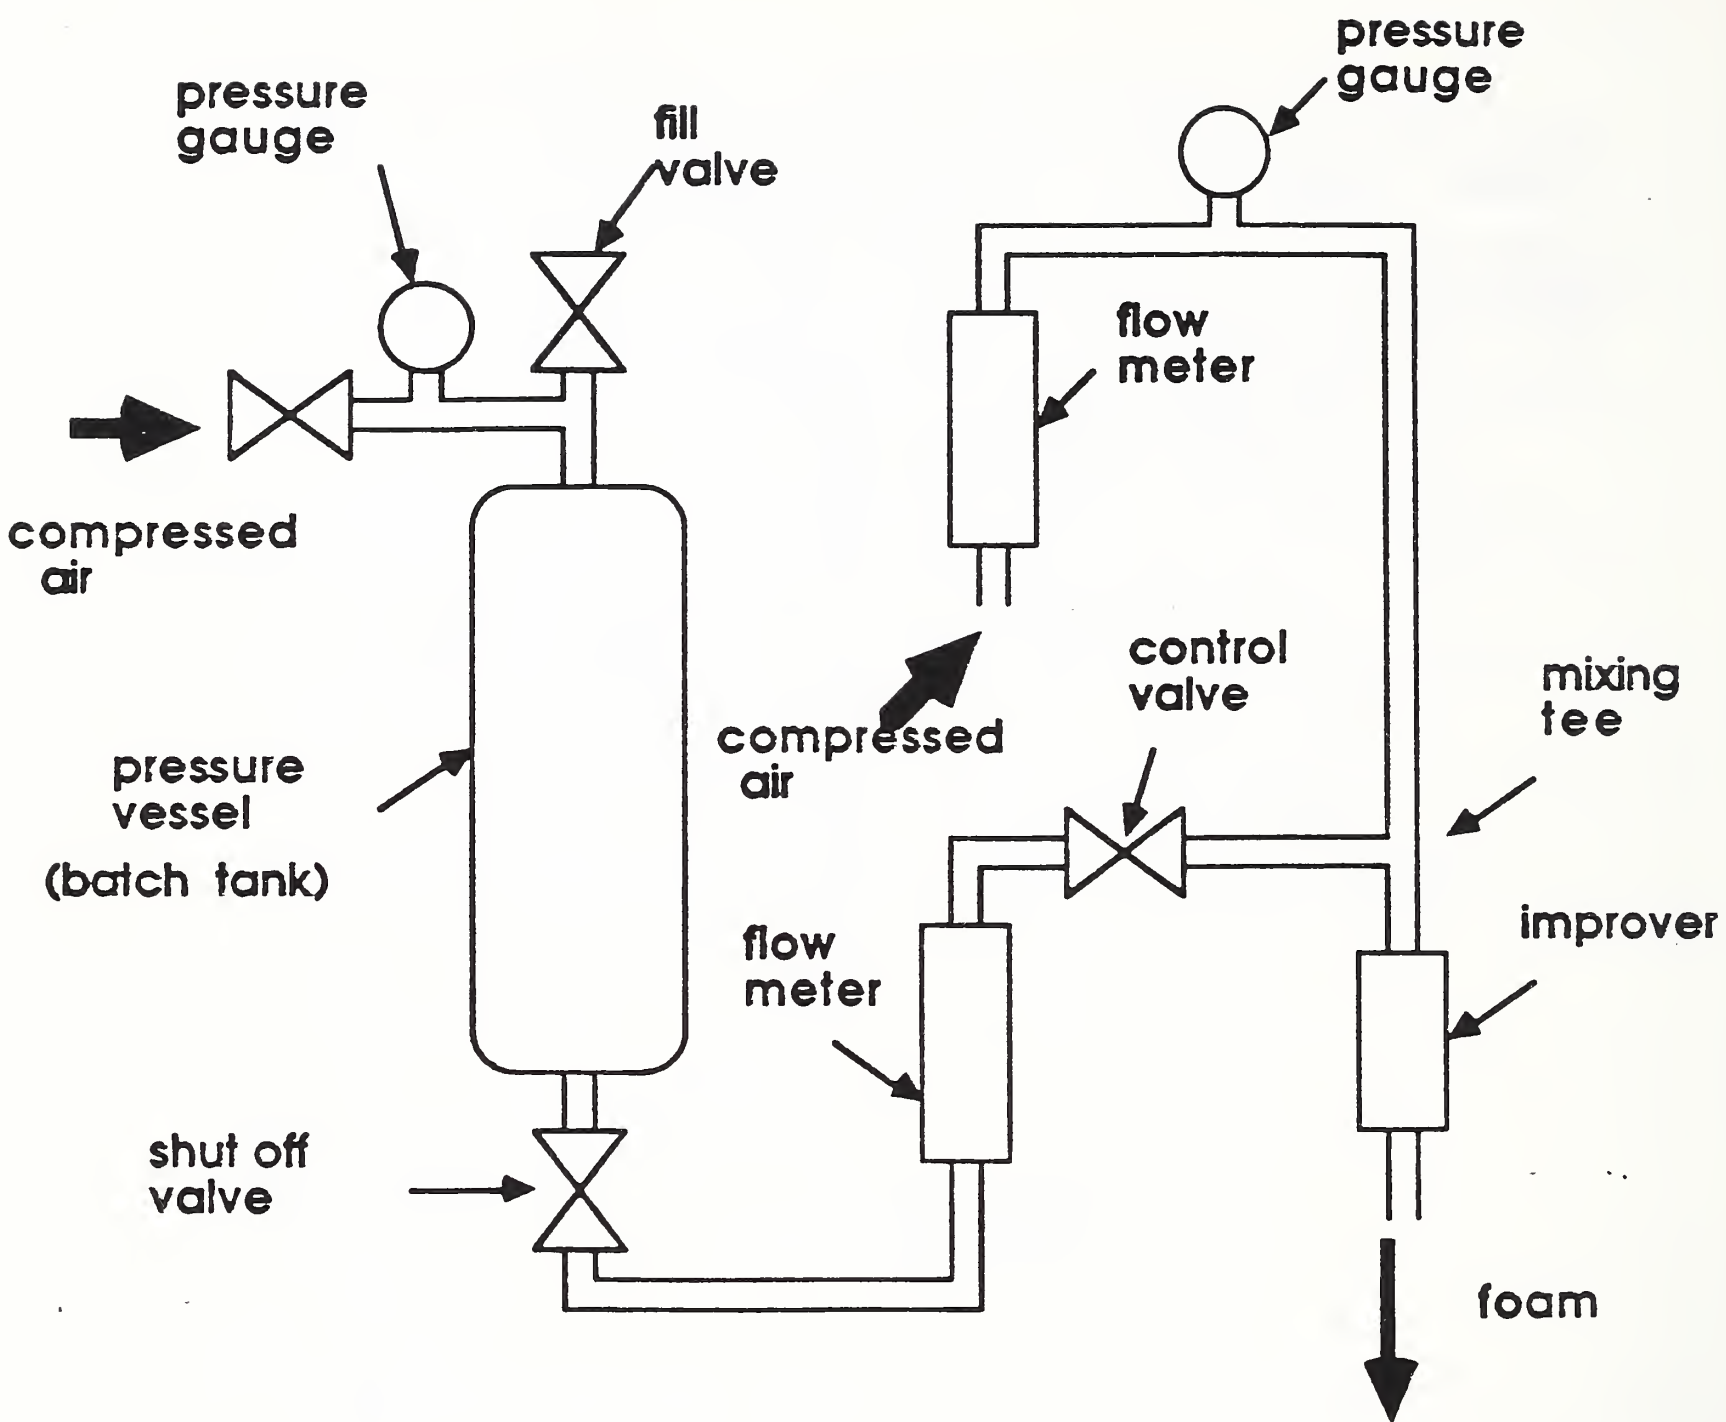 pressure
gauge
fill
valve
pressure
gauge
flow
meter
compressed
air
control
valve
mixing
tee
compressed
air
pressure
vessel
(batch tank)
improver
flow
meter
shut off
valve
foam